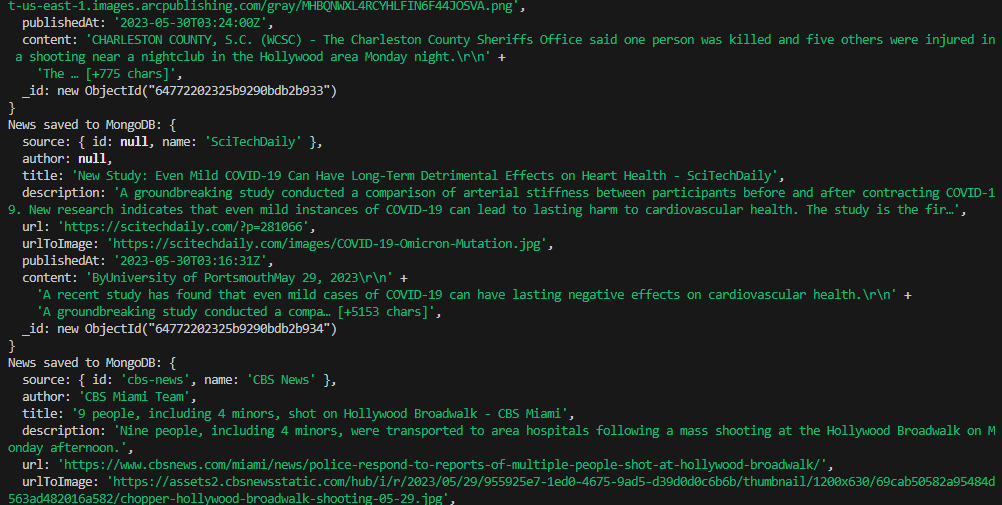 t-us-east-1.images.arcpublishing.com/gray/MHBQNWXL4RCYHLFIN6F44JOSVA.png',
  publishedAt: '2023-05-30T03:24:00Z',
  content: 'CHARLESTON COUNTY, S.C. (WCSC) - The Charleston County Sheriffs Office said one person was killed and five others were injured in
 a shooting near a nightclub in the Hollywood area Monday night.\r\n' +
    'The … [+775 chars]',
  _id: new ObjectId("64772202325b9290bdb2b933")
}
News saved to MongoDB: {
  source: { id: null, name: 'SciTechDaily' },
  author: null,
  title: 'New Study: Even Mild COVID-19 Can Have Long-Term Detrimental Effects on Heart Health - SciTechDaily',
  description: 'A groundbreaking study conducted a comparison of arterial stiffness between participants before and after contracting COVID-1
9. New research indicates that even mild instances of COVID-19 can lead to lasting harm to cardiovascular health. The study is the fir…',
  url: 'https://scitechdaily.com/?p=281066',
  urlToImage: 'https://scitechdaily.com/images/COVID-19-Omicron-Mutation.jpg',
  publishedAt: '2023-05-30T03:16:31Z',
  content: 'ByUniversity of PortsmouthMay 29, 2023\r\n' +
    'A recent study has found that even mild cases of COVID-19 can have lasting negative effects on cardiovascular health.\r\n' +
    'A groundbreaking study conducted a compa… [+5153 chars]',
  _id: new ObjectId("64772202325b9290bdb2b934")
}
News saved to MongoDB: {
  source: { id: 'cbs-news', name: 'CBS News' },
  author: 'CBS Miami Team',
  title: '9 people, including 4 minors, shot on Hollywood Broadwalk - CBS Miami',
  description: 'Nine people, including 4 minors, were transported to area hospitals following a mass shooting at the Hollywood Broadwalk on M
onday afternoon.',
  url: 'https://www.cbsnews.com/miami/news/police-respond-to-reports-of-multiple-people-shot-at-hollywood-broadwalk/',
  urlToImage: 'https://assets2.cbsnewsstatic.com/hub/i/r/2023/05/29/955925e7-1ed0-4675-9ad5-d39d0d0c6b6b/thumbnail/1200x630/69cab50582a95484d
563ad482016a582/chopper-hollywood-broadwalk-shooting-05-29.jpg',